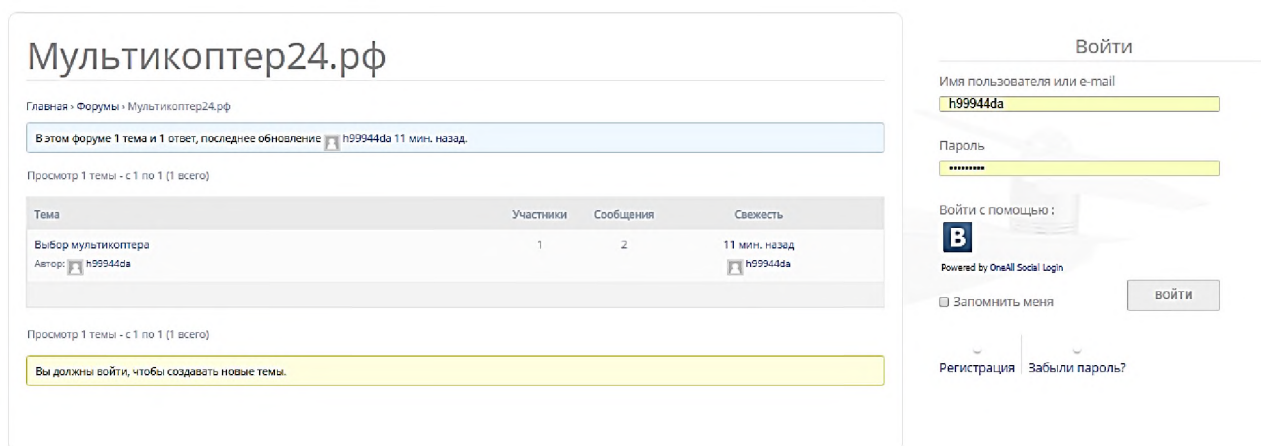 Мультикоптер24.рф
Главная › Форумы › Мультикоптер24.рф
В этом форуме 1 тема и 1 ответ, последнее обновление h99944da 11 мин. назад.
Просмотр 1 темы - с 1 по 1 (1 всего)
Тема Участники Сообщения Свежесть
Выбор мультикоптера 1 2 11 мин. назад
Автор: h99944da h99944da
Просмотр 1 темы - с 1 по 1 (1 всего)
Вы должны войти, чтобы создавать новые темы.
Войти
Имя пользователя или e-mail
h99944da
Пароль
•••••••••
Войти с помощью :
В
Powered by OneAll Social Login
Запомнить меня
ВОЙТИ
Регистрация Забыли пароль?